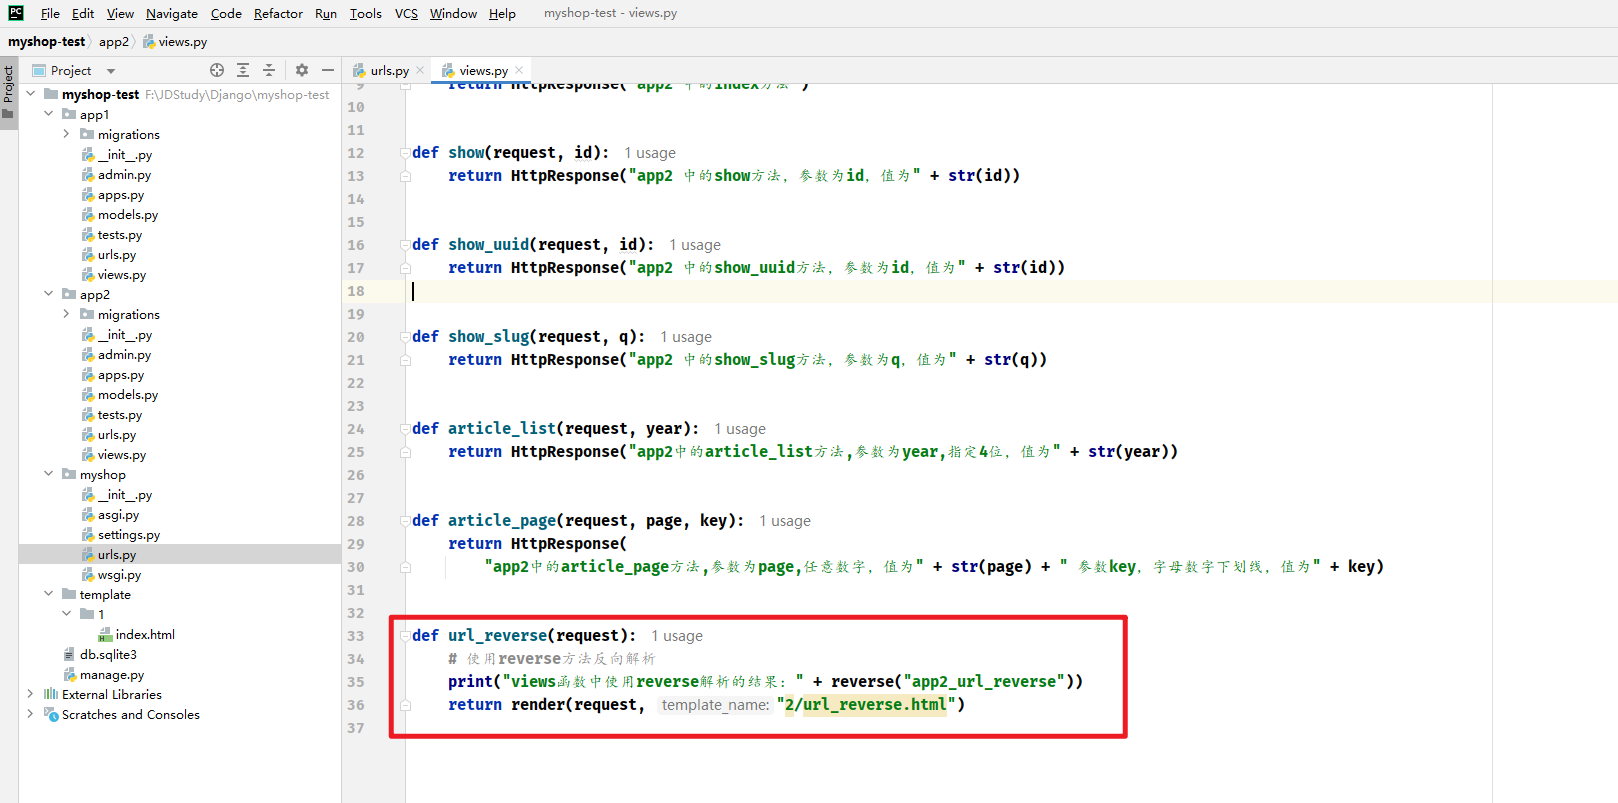 File Edit View Navigate Code Refactor Run Tools VCS Window Help myshop-test - views.py
myshop-test app2 views.py
Project
Project
urls.py
views.py
myshop-test F:\JDStudy\Django\myshop-test
app1
migrations
__init__.py
admin.py
apps.py
models.py
tests.py
urls.py
views.py
app2
migrations
__init__.py
admin.py
apps.py
models.py
tests.py
urls.py
views.py
myshop
__init__.py
asgi.py
settings.py
urls.py
wsgi.py
template
1
index.html
db.sqlite3
manage.py
External Libraries
Scratches and Consoles
9 return HttpResponse("app2 中的index方法")
10
11
12 def show(request, id): 1 usage
13 return HttpResponse("app2 中的show方法，参数为id，值为" + str(id))
14
15
16 def show_uuid(request, id): 1 usage
17 return HttpResponse("app2 中的show_uuid方法，参数为id，值为" + str(id))
18
19
20 def show_slug(request, q): 1 usage
21 return HttpResponse("app2 中的show_slug方法，参数为q，值为" + str(q))
22
23
24 def article_list(request, year): 1 usage
25 return HttpResponse("app2中的article_list方法,参数为year,指定4位，值为" + str(year))
26
27
28 def article_page(request, page, key): 1 usage
29 return HttpResponse(
30 "app2中的article_page方法,参数为page,任意数字，值为" + str(page) + " 参数key，字母数字下划线，值为" + key)
31
32
33 def url_reverse(request): 1 usage
34 # 使用reverse方法反向解析
35 print("views函数中使用reverse解析的结果：" + reverse("app2_url_reverse"))
36 return render(request, template_name: "2/url_reverse.html")
37